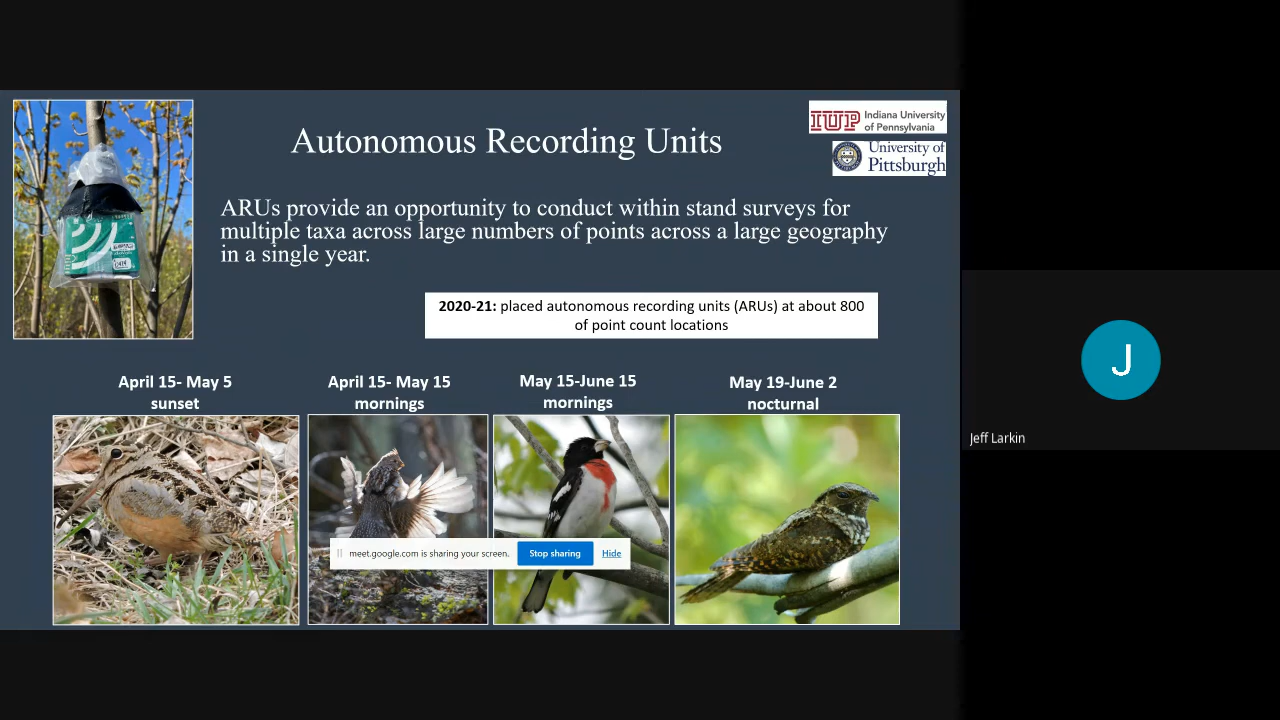 Autonomous Recording Units
IUP Indiana University
of Pennsylvania
University of
Pittsburgh
ARUs provide an opportunity to conduct within stand surveys for
multiple taxa across large numbers of points across a large geography
in a single year.
2020-21: placed autonomous recording units (ARUs) at about 800
of point count locations
April 15- May 5
sunset
April 15- May 15
mornings
May 15-June 15
mornings
May 19-June 2
nocturnal
meet.google.com is sharing your screen.
Stop sharing
Hide
J
Jeff Larkin